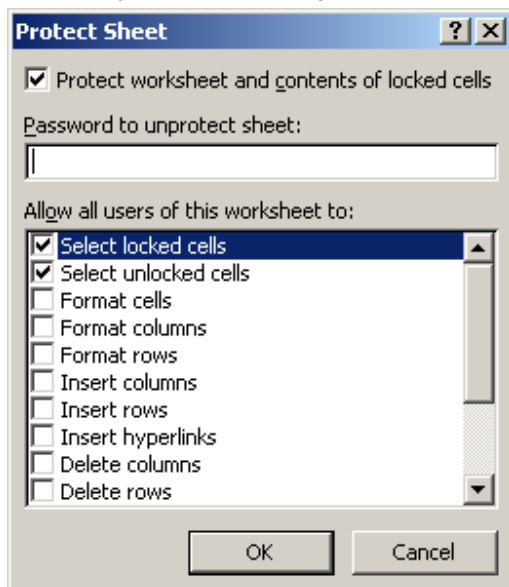 Protect Sheet
Protect worksheet and contents of locked cells
Password to unprotect sheet:
Allow all users of this worksheet to:
Select locked cells
Select unlocked cells
Format cells
Format columns
Format rows
Insert columns
Insert rows
Insert hyperlinks
Delete columns
Delete rows
OK Cancel